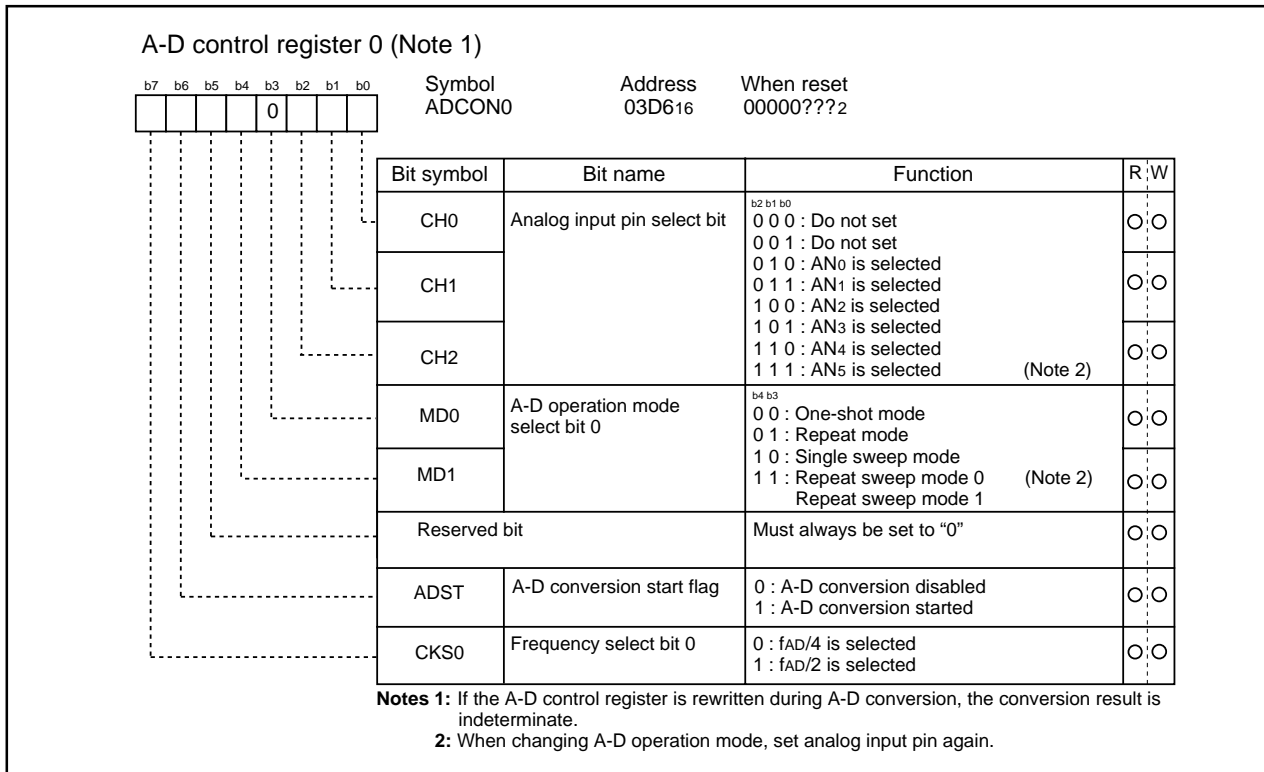 A-D control register 0 (Note 1)
b7 b6 b5 b4 b3 b2 b1 b0
0
Symbol Address When reset
ADCON0 03D616 00000???2
Bit symbol Bit name Function R W
CH0 Analog input pin select bit
b2 b1 b0
0 0 0 : Do not set
0 0 1 : Do not set
0 1 0 : AN0 is selected
0 1 1 : AN1 is selected
1 0 0 : AN2 is selected
1 0 1 : AN3 is selected
1 1 0 : AN4 is selected
1 1 1 : AN5 is selected (Note 2)
CH1
CH2
MD0 A-D operation mode
select bit 0
b4 b3
0 0 : One-shot mode
0 1 : Repeat mode
1 0 : Single sweep mode
1 1 : Repeat sweep mode 0 (Note 2)
Repeat sweep mode 1
MD1
Reserved bit Must always be set to “0”
ADST A-D conversion start flag 0 : A-D conversion disabled
1 : A-D conversion started
CKS0 Frequency select bit 0 0 : fAD/4 is selected
1 : fAD/2 is selected
Notes 1: If the A-D control register is rewritten during A-D conversion, the conversion result is
indeterminate.
2: When changing A-D operation mode, set analog input pin again.